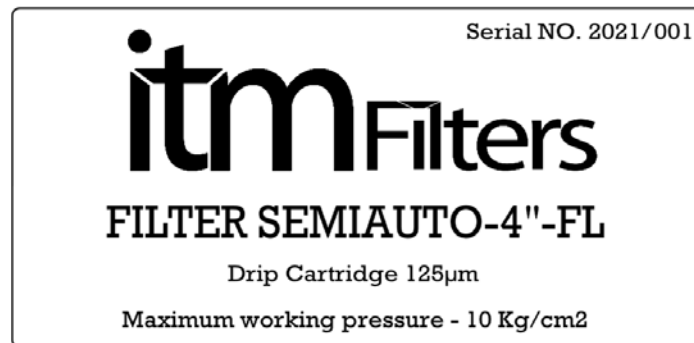 Serial NO. 2021/001
itm Filters
FILTER SEMIAUTO-4"-FL
Drip Cartridge 125µm
Maximum working pressure - 10 Kg/cm2